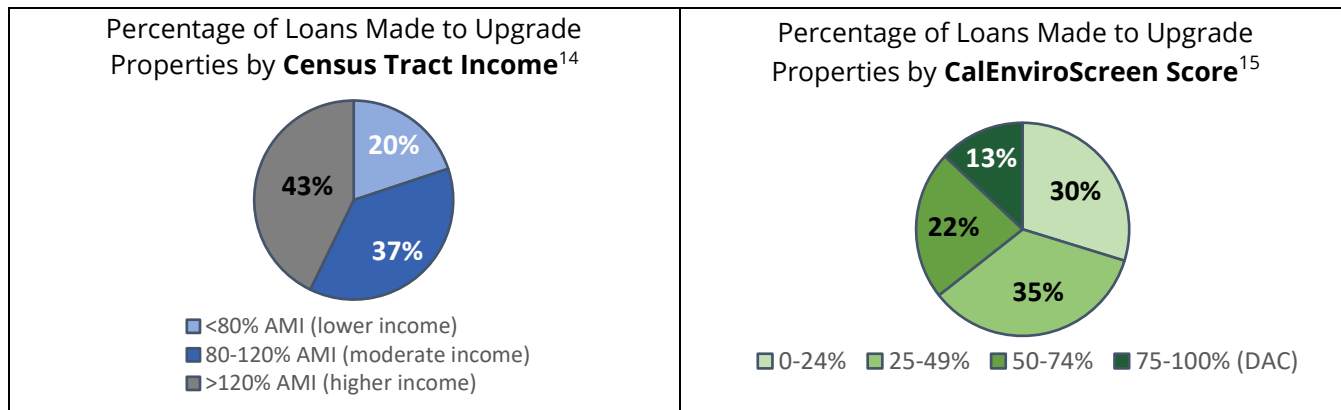 Percentage of Loans Made to Upgrade
Properties by Census Tract Income14
20%
43%
37%
<80% AMI (lower income)
80-120% AMI (moderate income)
>120% AMI (higher income)
Percentage of Loans Made to Upgrade
Properties by CalEnviroScreen Score15
13%
30%
22%
35%
0-24% 25-49% 50-74% 75-100% (DAC)